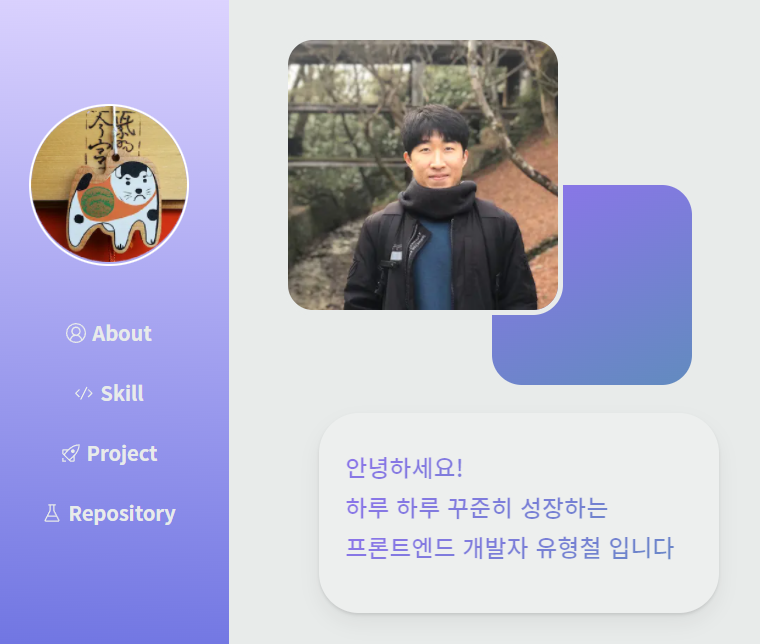 About
Skill
Project
Repository
안녕하세요!
하루 하루 꾸준히 성장하는
프론트엔드 개발자 유형철 입니다